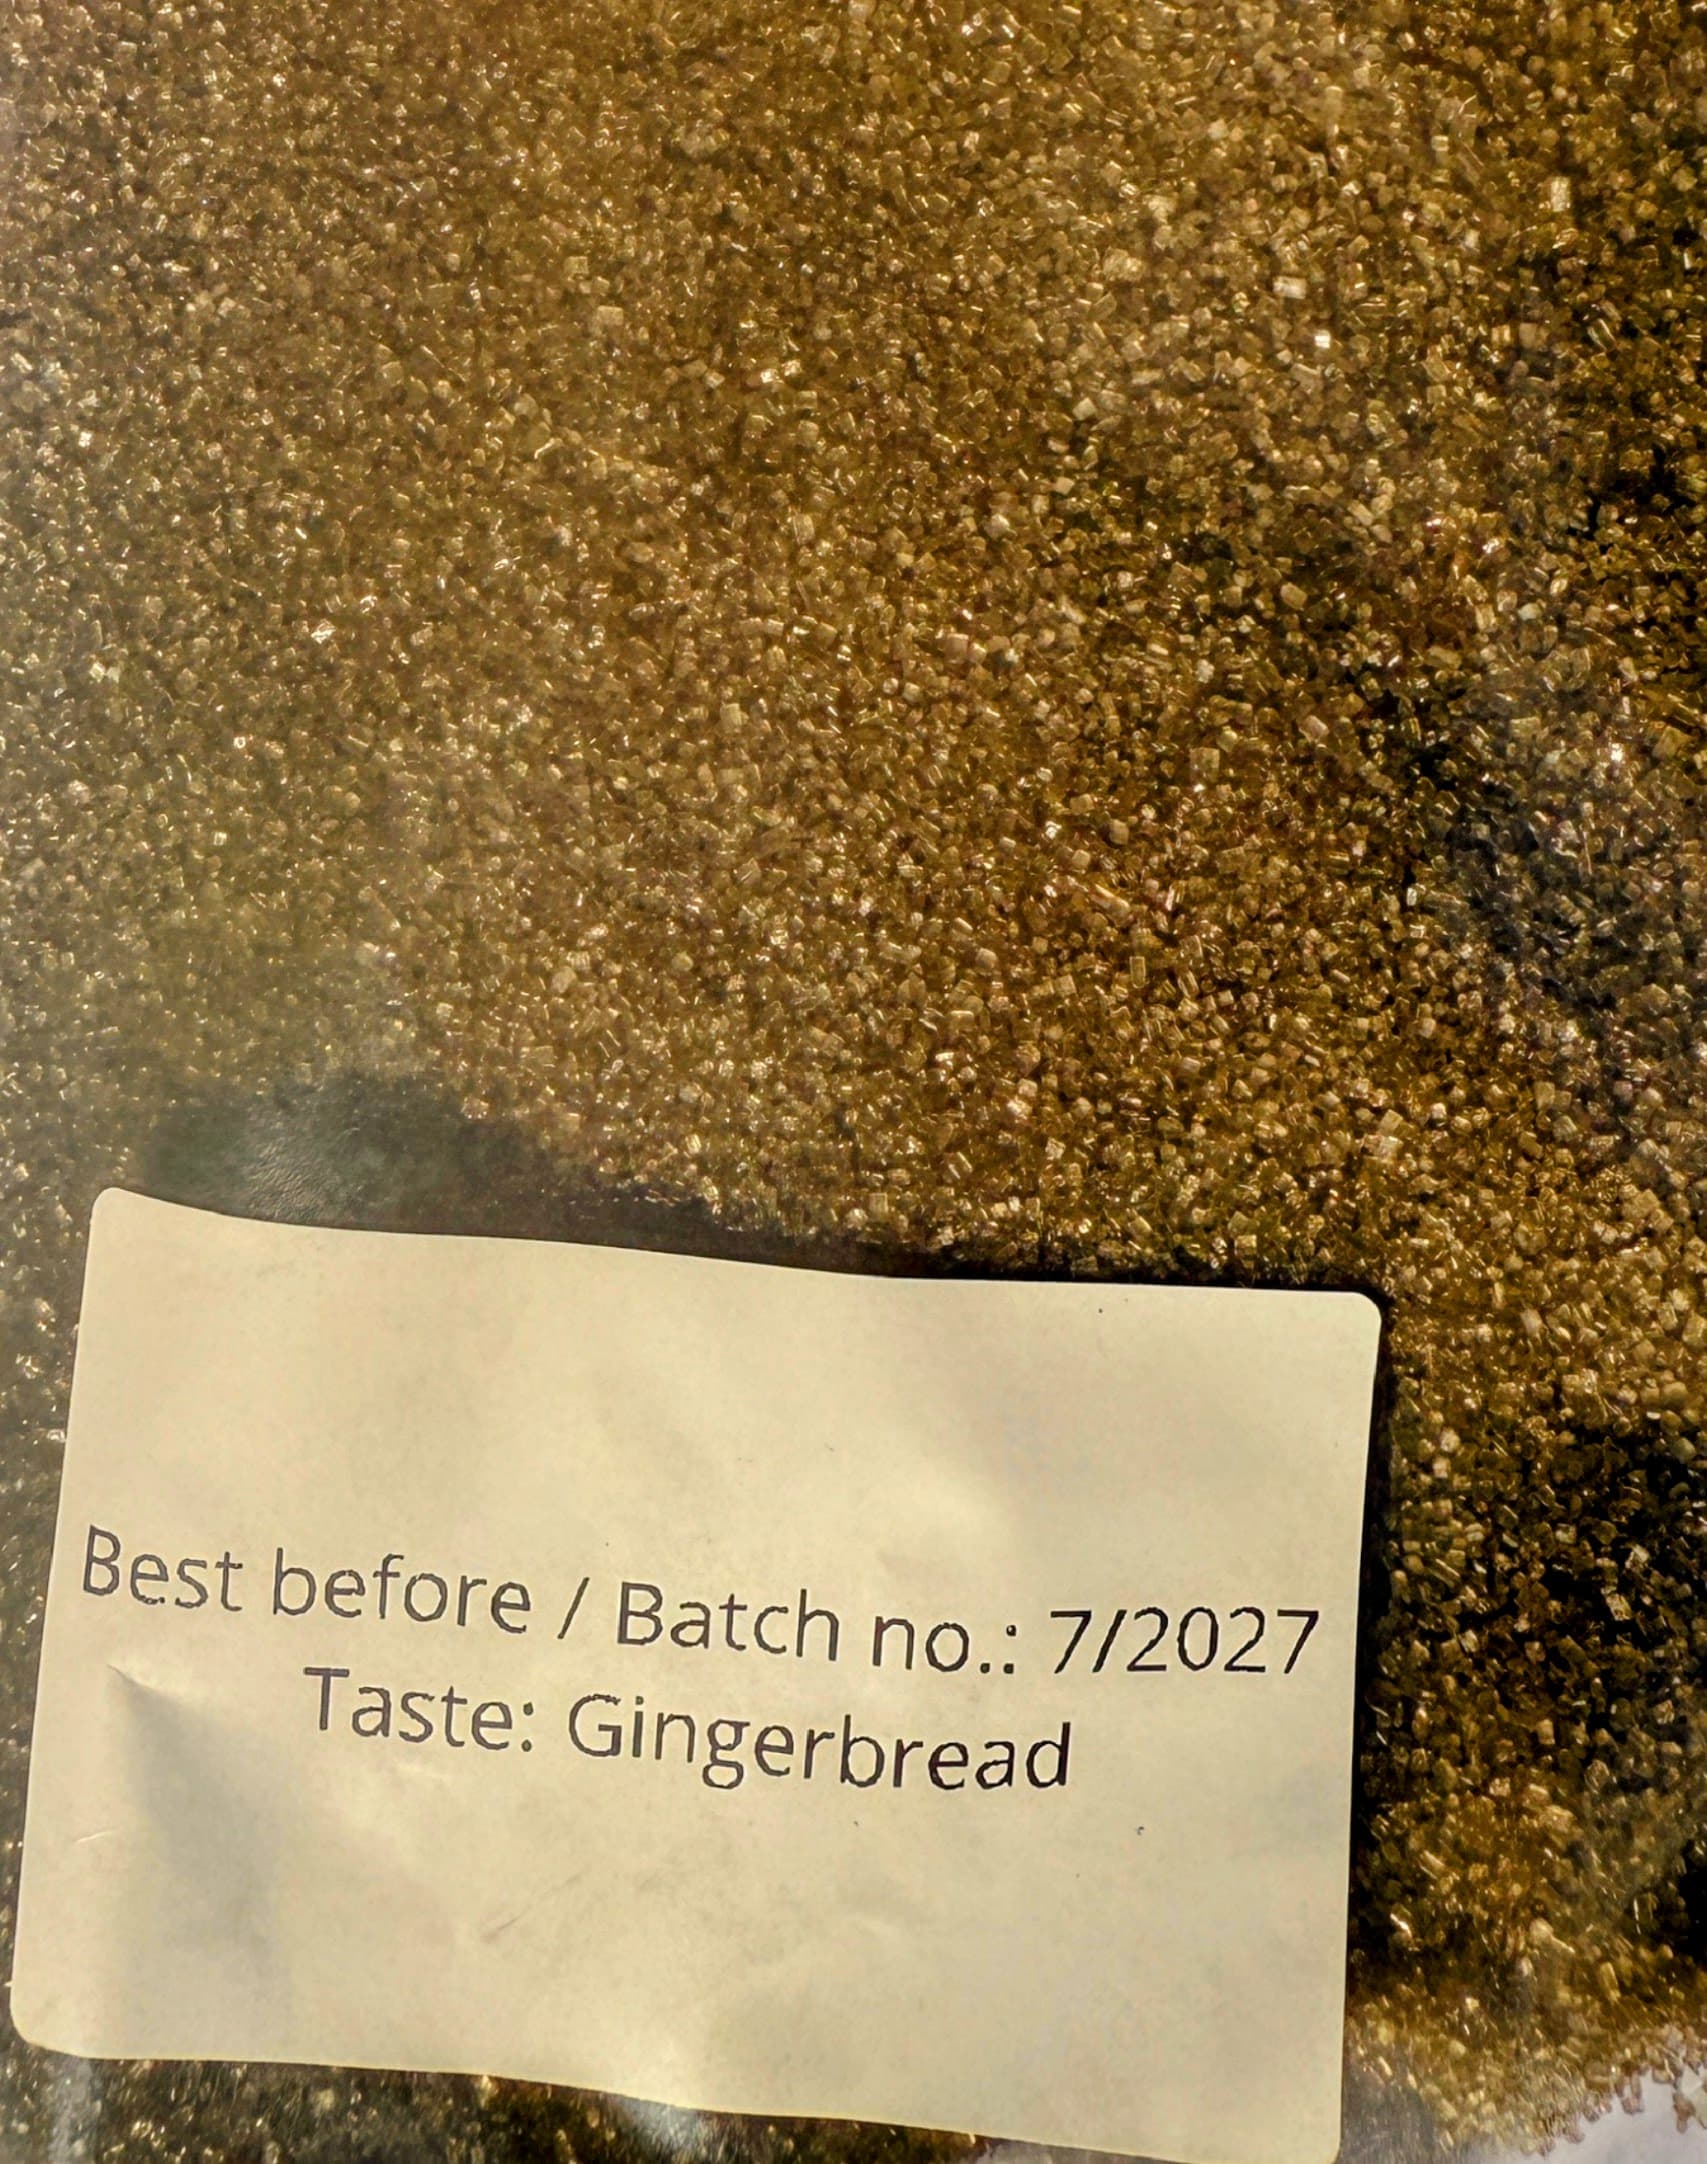 Best before / Batch no.: 7/2027
Taste: Gingerbread